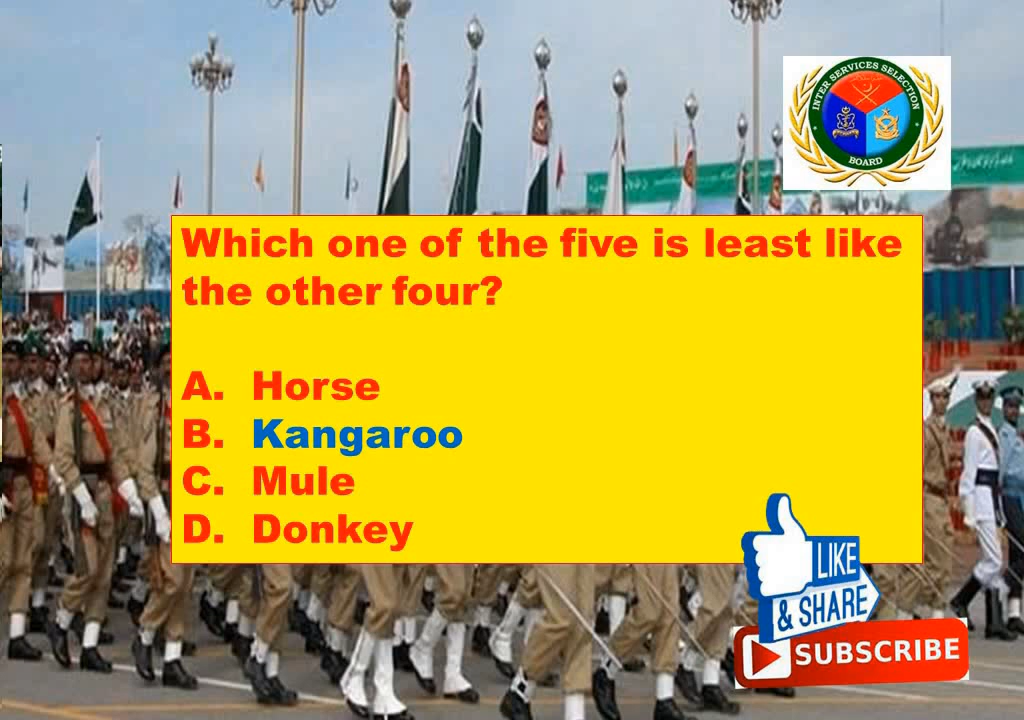 INTER SERVICES SELECTION
BOARD
Which one of the five is least like
the other four?
A. Horse
B. Kangaroo
C. Mule
D. Donkey
LIKE
& SHARE
SUBSCRIBE